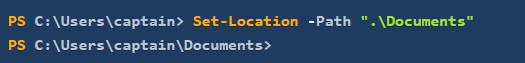 PS C:\Users\captain> Set-Location -Path ".\Documents"
PS C:\Users\captain\Documents>